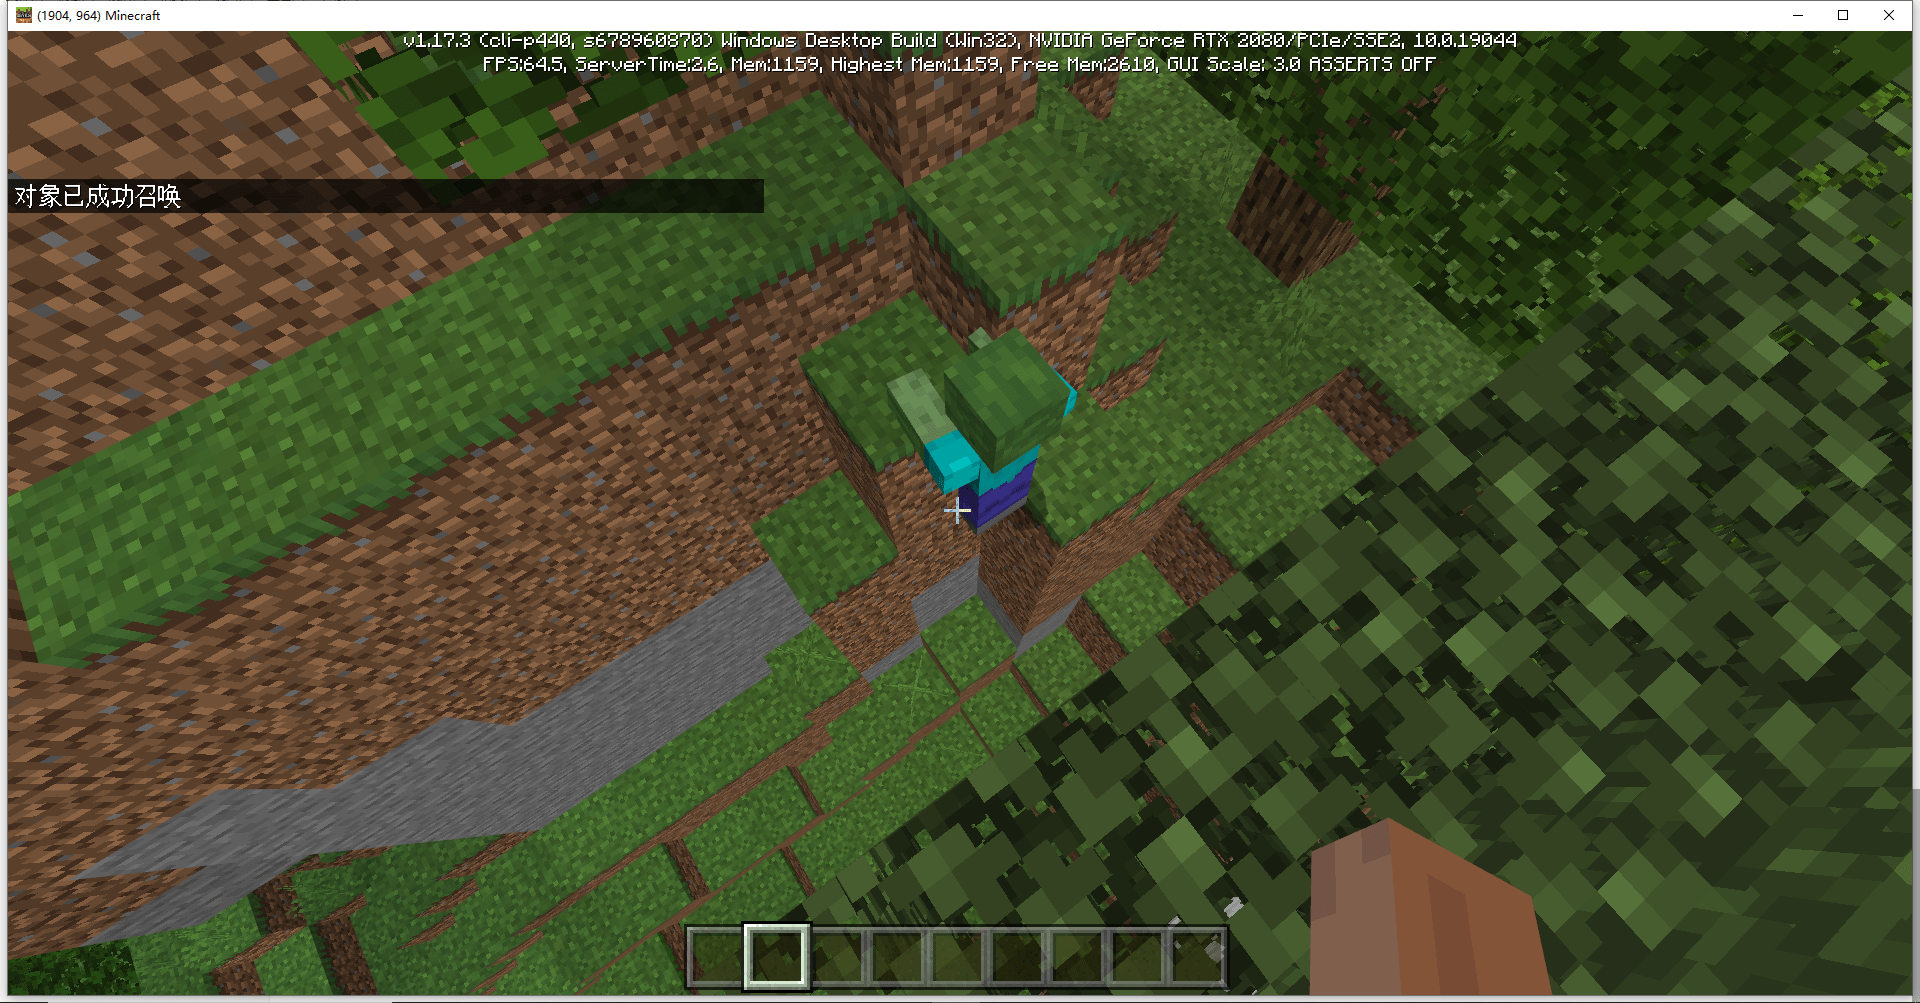 (1904, 964) Minecraft
v1.17.3 (cli-p440, s678960870) Windows Desktop Build (Win32), NVIDIA GeForce RTX 2080/PCIe/SSE2, 10.0.19044
FPS:64.5, ServerTime:2.6, Mem:1159, Highest Mem:1159, Free Mem:2610, GUI Scale: 3.0 ASSERTS OFF
对象已成功召唤